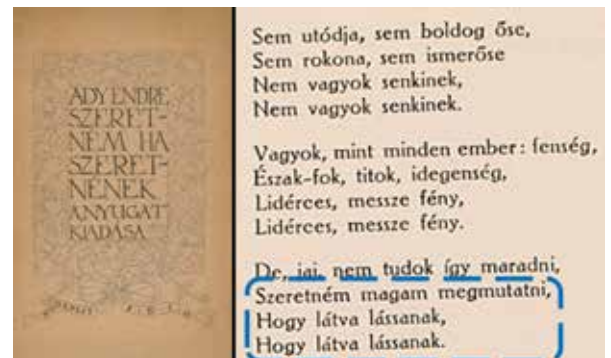 ADY ENDRE
SZERET-
NÉM HA
SZERET-
NÉNEK
A NYUGAT
KIADÁSA
Sem utódja, sem boldog őse,
Sem rokona, sem ismerőse
Nem vagyok senkinek,
Nem vagyok senkinek.
Vagyok, mint minden ember: fenség,
Észak-fok, titok, idegenség,
Lidérces, messze fény,
Lidérces, messze fény.
De, jaj, nem tudok így maradni,
Szeretném magam megmutatni,
Hogy látva lássanak,
Hogy látva lássanak.